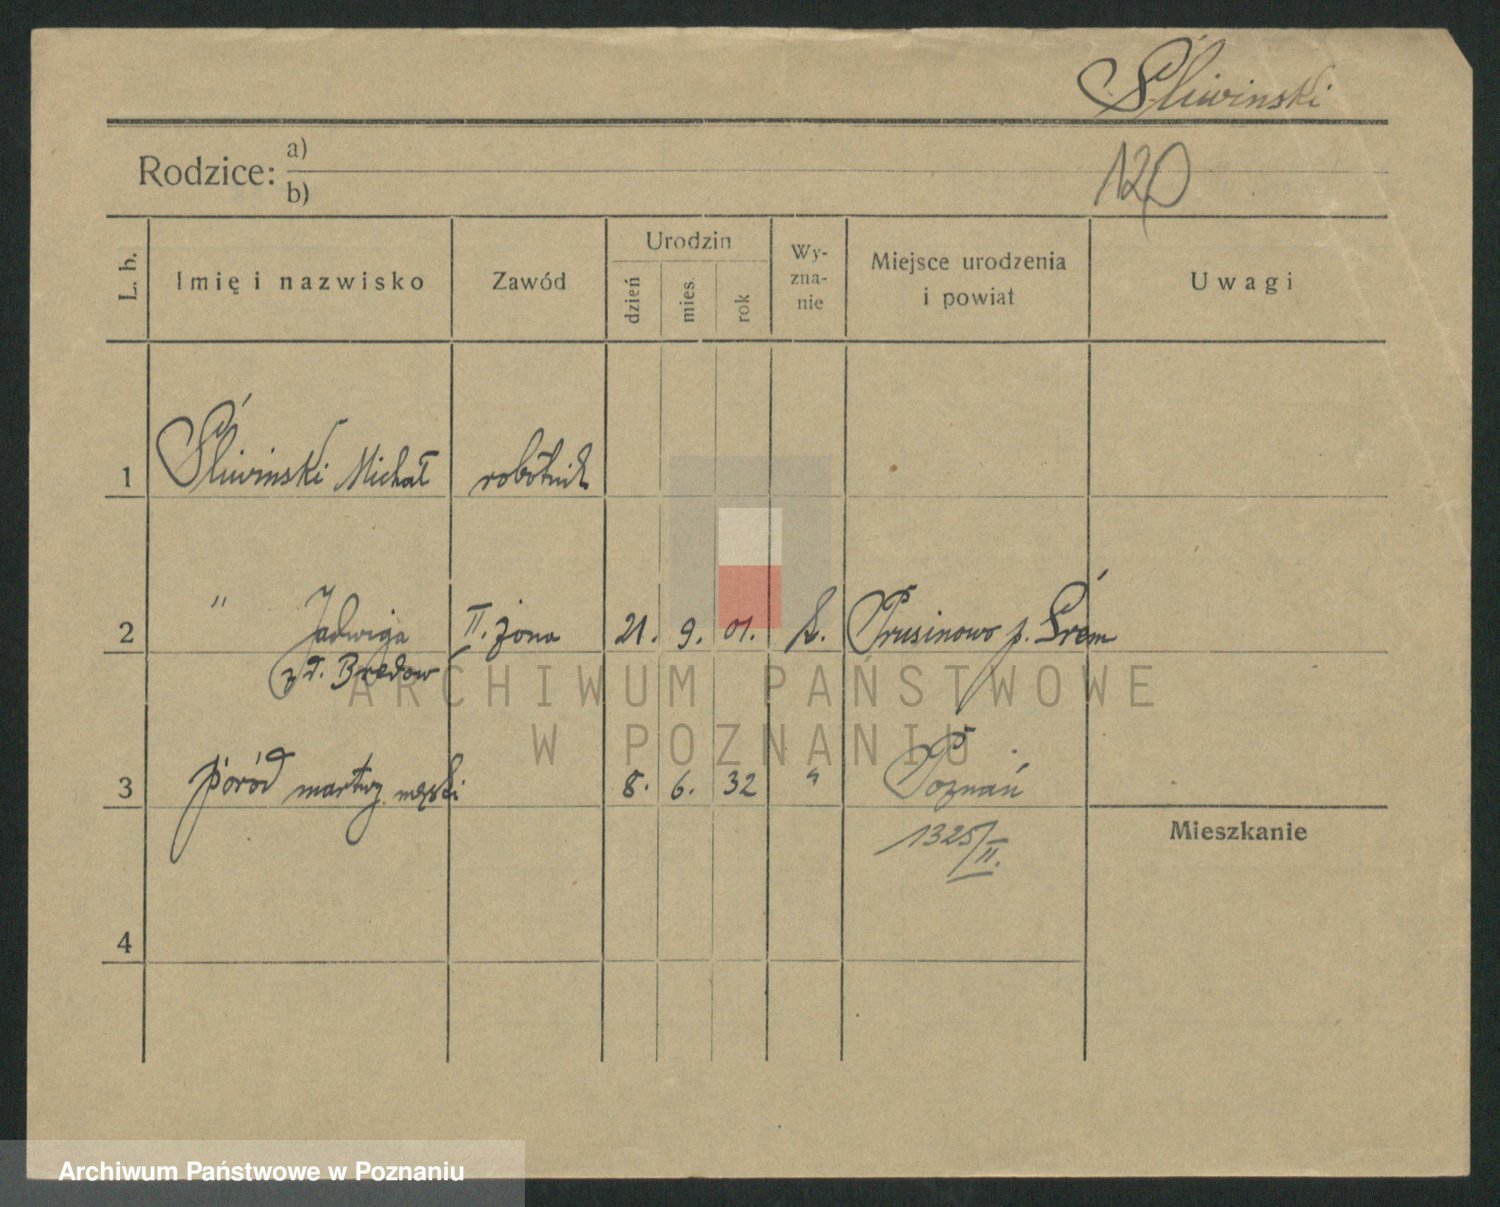 Śliwinski
Rodzice: a)
b)
120
L. b.
Imię i nazwisko
Zawód
Urodzin
dzień
mies.
rok
Wy-
zna-
nie
Miejsce urodzenia
i powiat
Uwagi
1 Śliwinski Michał robotnik
2 " Jadwiga II. żona 21. 9. 01. k. Prusinowo p. Śrem
z d. Bredow
3 poród martwy męski 8. 6. 32 " Poznań
1325/II.
Mieszkanie
4
ARCHIWUM PAŃSTWOWE
W POZNANIU
Archiwum Państwowe w Poznaniu